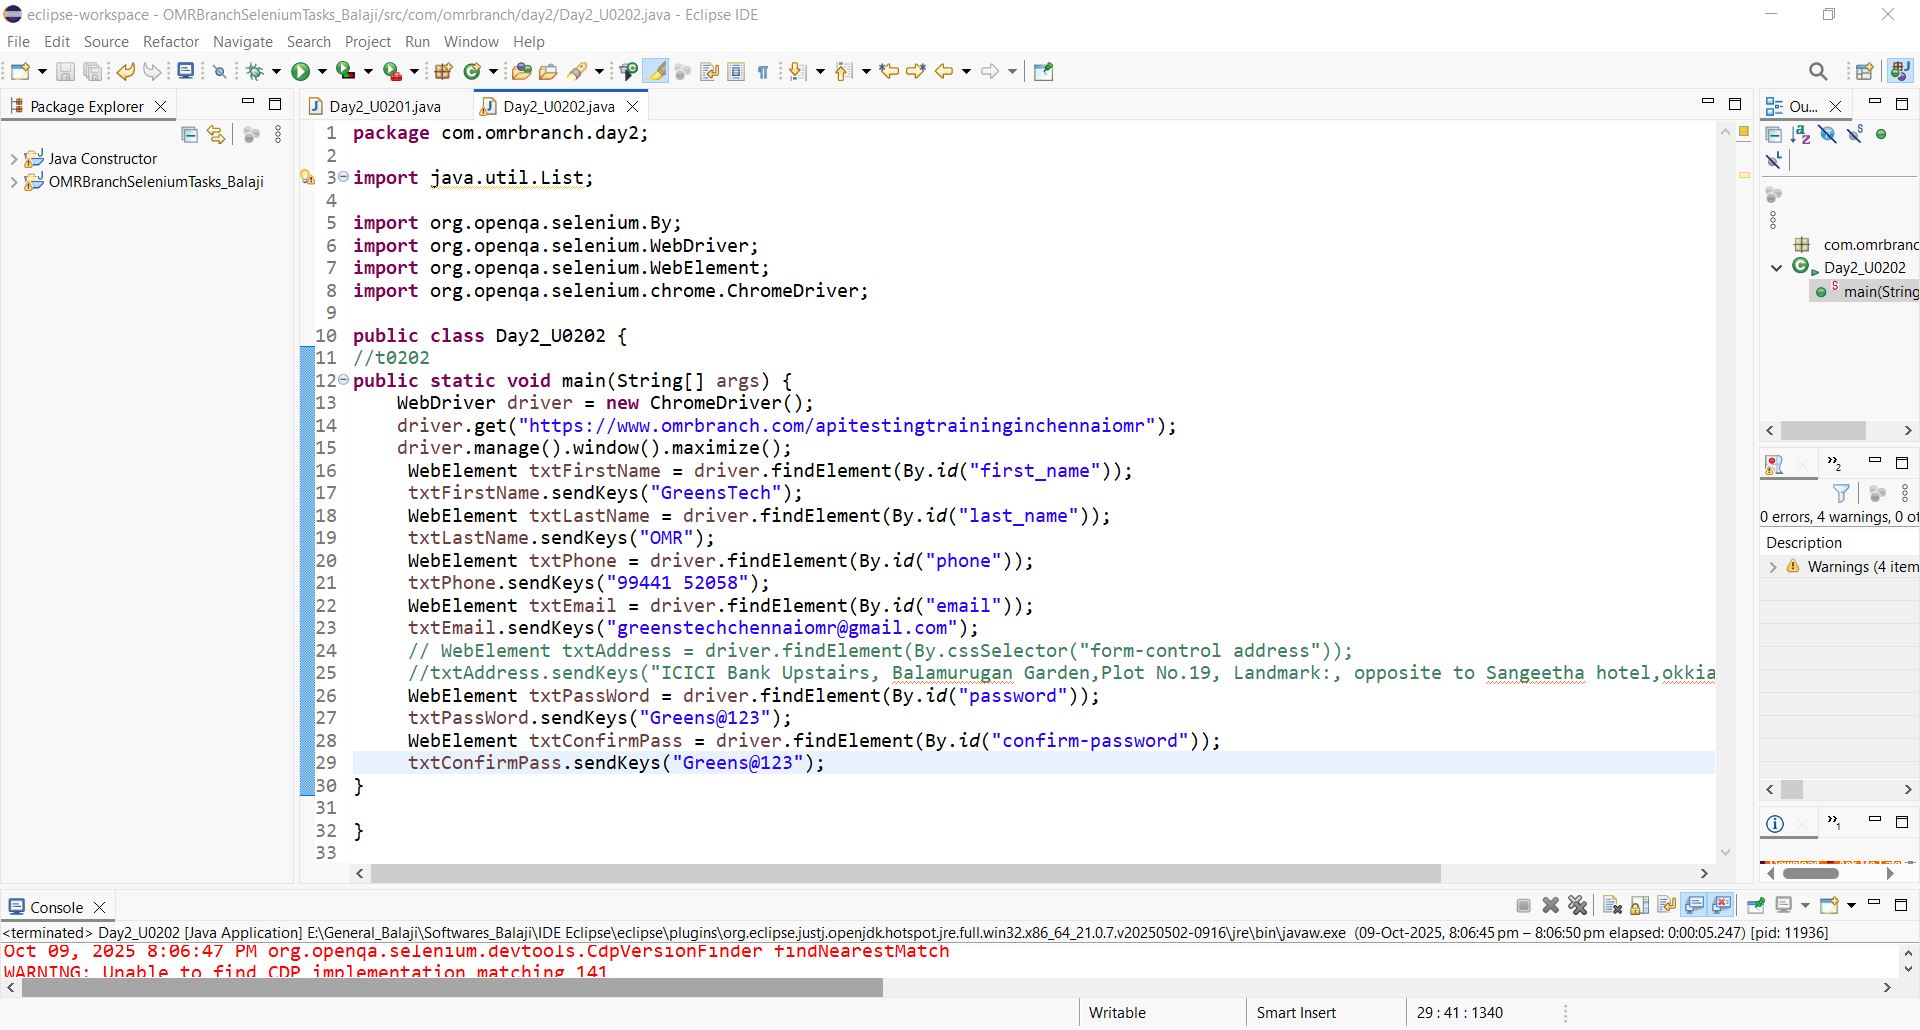 eclipse-workspace - OMRBranchSeleniumTasks_Balaji/src/com/omrbranch/day2/Day2_U0202.java - Eclipse IDE
File Edit Source Refactor Navigate Search Project Run Window Help
Package Explorer
Java Constructor
OMRBranchSeleniumTasks_Balaji
Day2_U0201.java Day2_U0202.java
1 package com.omrbranch.day2;
2
3 import java.util.List;
4
5 import org.openqa.selenium.By;
6 import org.openqa.selenium.WebDriver;
7 import org.openqa.selenium.WebElement;
8 import org.openqa.selenium.chrome.ChromeDriver;
9
10 public class Day2_U0202 {
11 //t0202
12 public static void main(String[] args) {
13 WebDriver driver = new ChromeDriver();
14 driver.get("https://www.omrbranch.com/apitestingtraininginchennaiomr");
15 driver.manage().window().maximize();
16 WebElement txtFirstName = driver.findElement(By.id("first_name"));
17 txtFirstName.sendKeys("GreensTech");
18 WebElement txtLastName = driver.findElement(By.id("last_name"));
19 txtLastName.sendKeys("OMR");
20 WebElement txtPhone = driver.findElement(By.id("phone"));
21 txtPhone.sendKeys("99441 52058");
22 WebElement txtEmail = driver.findElement(By.id("email"));
23 txtEmail.sendKeys("greenstechchennaiomr@gmail.com");
24 // WebElement txtAddress = driver.findElement(By.cssSelector("form-control address"));
25 //txtAddress.sendKeys("ICICI Bank Upstairs, Balamurugan Garden,Plot No.19, Landmark:, opposite to Sangeetha hotel,okkia
26 WebElement txtPassWord = driver.findElement(By.id("password"));
27 txtPassWord.sendKeys("Greens@123");
28 WebElement txtConfirmPass = driver.findElement(By.id("confirm-password"));
29 txtConfirmPass.sendKeys("Greens@123");
30 }
31
32 }
33
Ou...
com.omrbranc
Day2_U0202
main(String
0 errors, 4 warnings, 0 ot
Description
Warnings (4 item
Console
<terminated> Day2_U0202 [Java Application] E:\General_Balaji\Softwares_Balaji\IDE Eclipse\eclipse\plugins\org.eclipse.justj.openjdk.hotspot.jre.full.win32.x86_64_21.0.7.v20250502-0916\jre\bin\javaw.exe (09-Oct-2025, 8:06:45 pm – 8:06:50 pm elapsed: 0:00:05.247) [pid: 11936]
Oct 09, 2025 8:06:47 PM org.openqa.selenium.devtools.CdpVersionFinder findNearestMatch
WARNING: Unable to find CDP implementation matching 141
Writable Smart Insert 29 : 41 : 1340